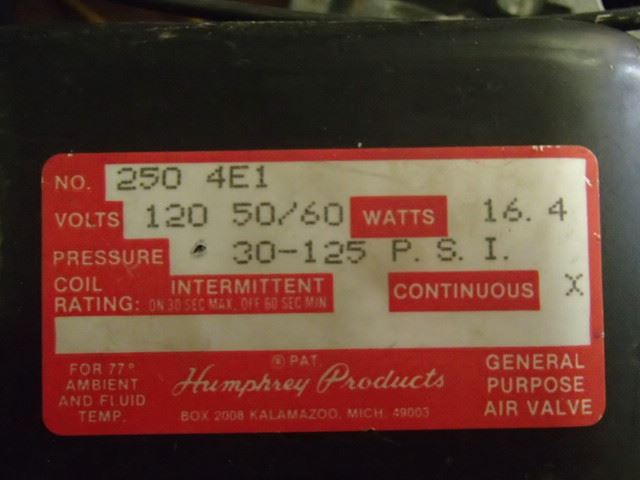 NO. 250 4E1
VOLTS 120 50/60 WATTS 16.4
PRESSURE 30-125 P.S.I.
COIL RATING: INTERMITTENT ON 30 SEC MAX, OFF 60 SEC MIN CONTINUOUS X
FOR 77° AMBIENT AND FLUID TEMP.
® PAT.
Humphrey Products
BOX 2008 KALAMAZOO, MICH. 49003
GENERAL PURPOSE AIR VALVE